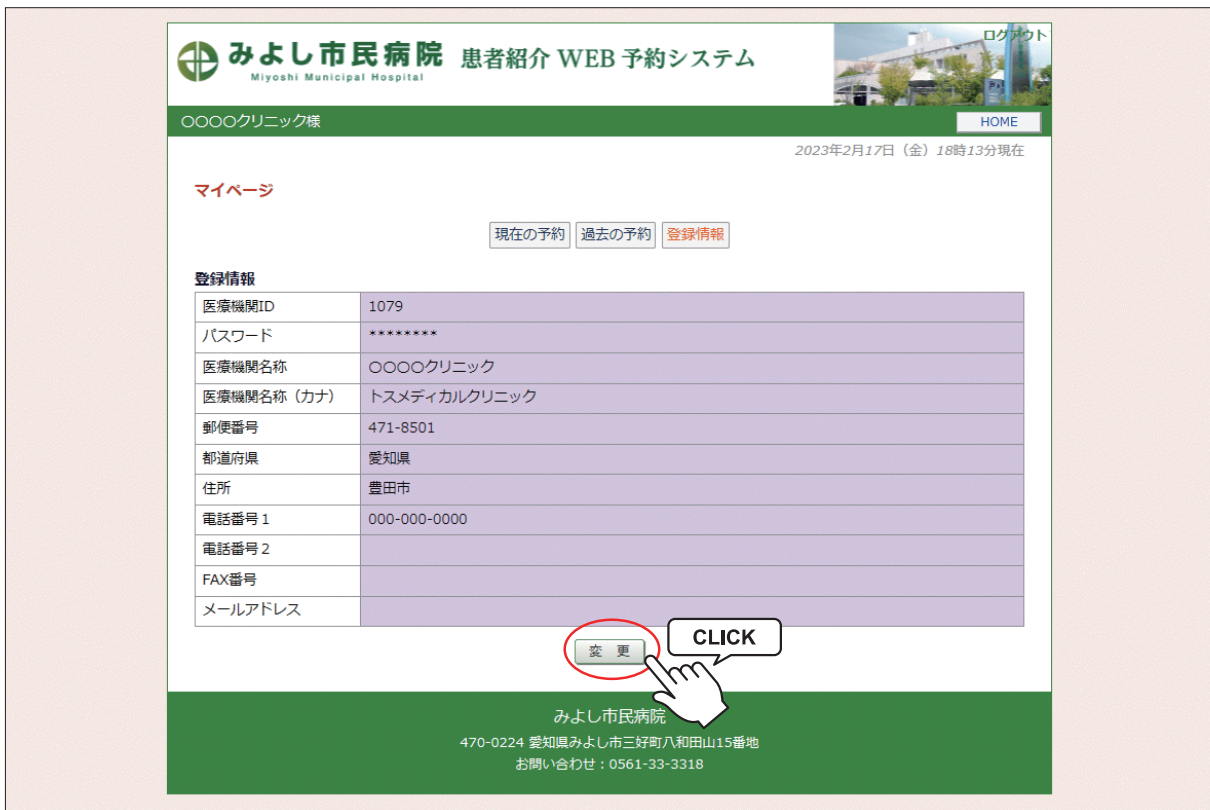 みよし市民病院 患者紹介 WEB 予約システム
Miyoshi Municipal Hospital
ログアウト
〇〇〇〇クリニック様
HOME
2023年2月17日（金）18時13分現在
マイページ
現在の予約 過去の予約 登録情報
登録情報
医療機関ID 1079
パスワード ********
医療機関名称 〇〇〇〇クリニック
医療機関名称（カナ） トスメディカルクリニック
郵便番号 471-8501
都道府県 愛知県
住所 豊田市
電話番号1 000-000-0000
電話番号2
FAX番号
メールアドレス
変 更
CLICK
みよし市民病院
470-0224 愛知県みよし市三好町八和田山15番地
お問い合わせ：0561-33-3318